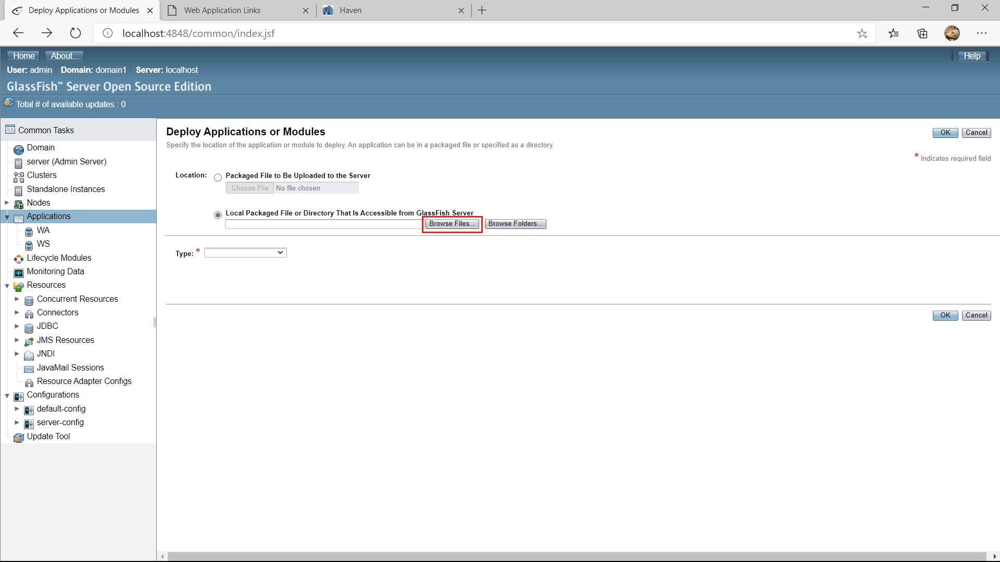 Deploy Applications or Modules
Web Application Links
Haven
localhost:4848/common/index.jsf
Home About... Help
User: admin Domain: domain1 Server: localhost
GlassFish™ Server Open Source Edition
Total # of available updates : 0
Common Tasks
Domain
server (Admin Server)
Clusters
Standalone Instances
Nodes
Applications
WA
WS
Lifecycle Modules
Monitoring Data
Resources
Concurrent Resources
Connectors
JDBC
JMS Resources
JNDI
JavaMail Sessions
Resource Adapter Configs
Configurations
default-config
server-config
Update Tool
Deploy Applications or Modules
OK Cancel
Specify the location of the application or module to deploy. An application can be in a packaged file or specified as a directory.
* Indicates required field
Location: Packaged File to Be Uploaded to the Server
Choose File No file chosen
Local Packaged File or Directory That Is Accessible from GlassFish Server
Browse Files... Browse Folders...
Type: *
OK Cancel